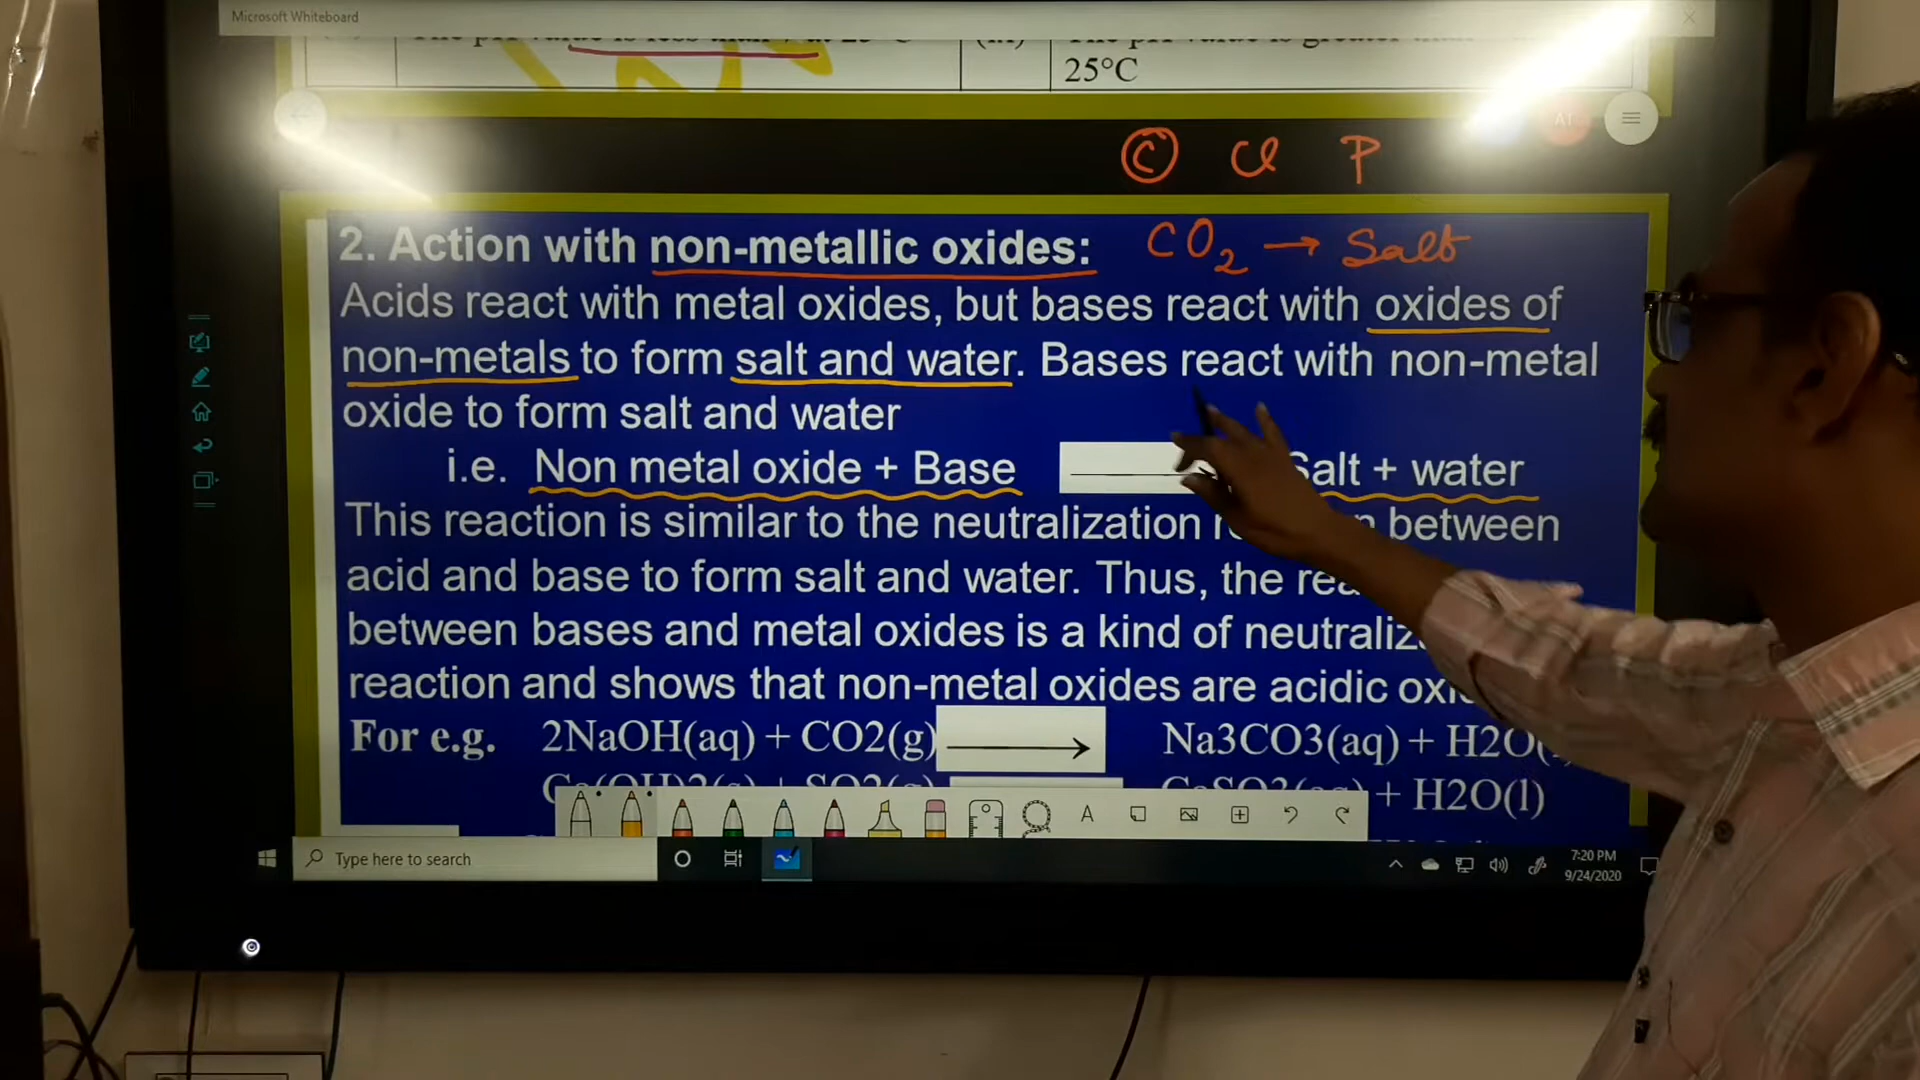 Microsoft Whiteboard
25°C
C Cl P
2. Action with non-metallic oxides: CO2 → Salt
Acids react with metal oxides, but bases react with oxides of
non-metals to form salt and water. Bases react with non-metal
oxide to form salt and water
i.e. Non metal oxide + Base → Salt + water
This reaction is similar to the neutralization between
acid and base to form salt and water. Thus, the
between bases and metal oxides is a kind of
reaction and shows that non-metal oxides are acidic
For e.g. 2NaOH(aq) + CO2(g) → Na3CO3(aq) + H2O
+ H2O(l)
A
Type here to search
7:20 PM
9/24/2020